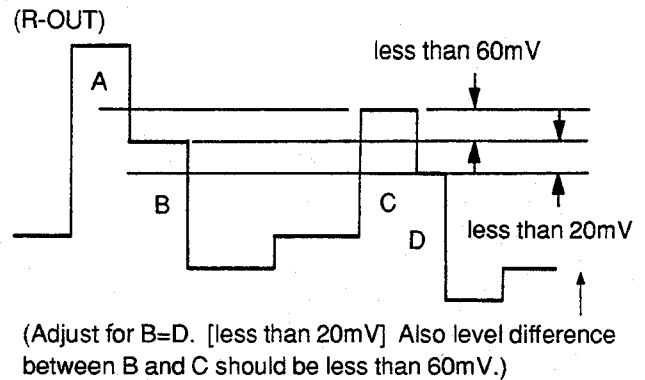 (R-OUT)
less than 60mV
A
B
C
D
less than 20mV
(Adjust for B=D. [less than 20mV] Also level difference
between B and C should be less than 60mV.)